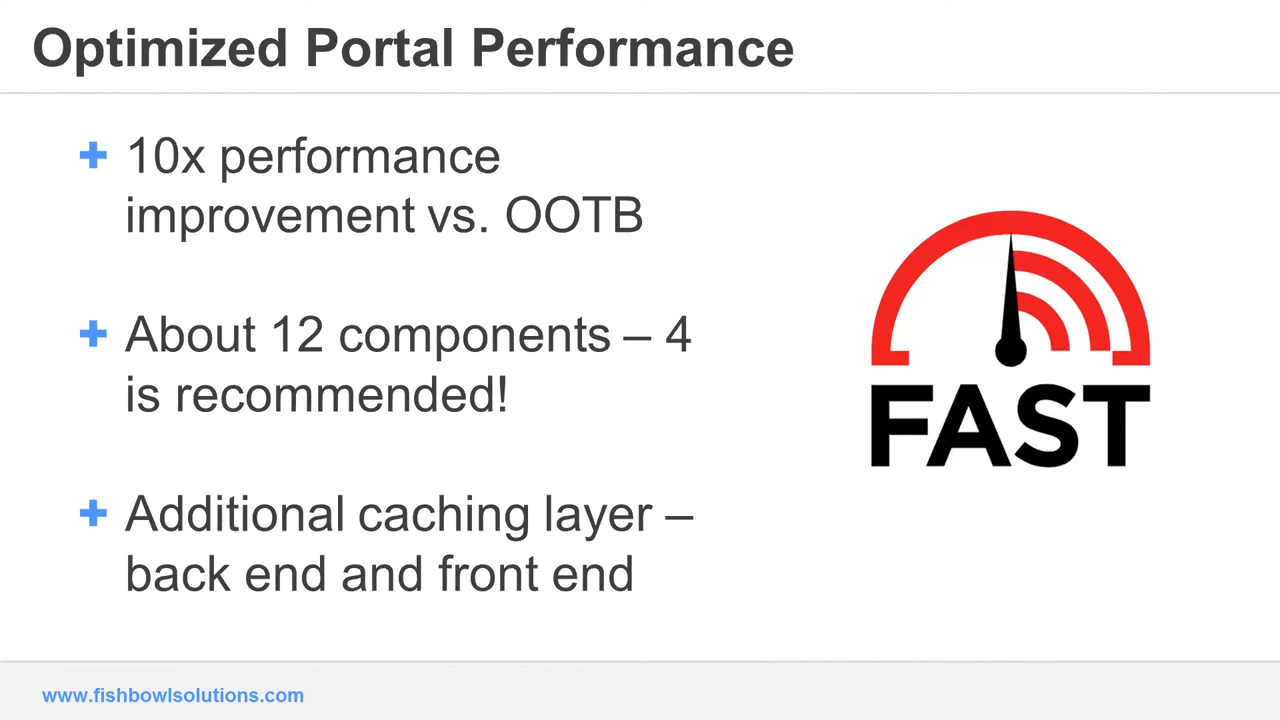 Optimized Portal Performance
10x performance
improvement vs. OOTB
About 12 components – 4
is recommended!
Additional caching layer –
back end and front end
FAST
www.fishbowlsolutions.com